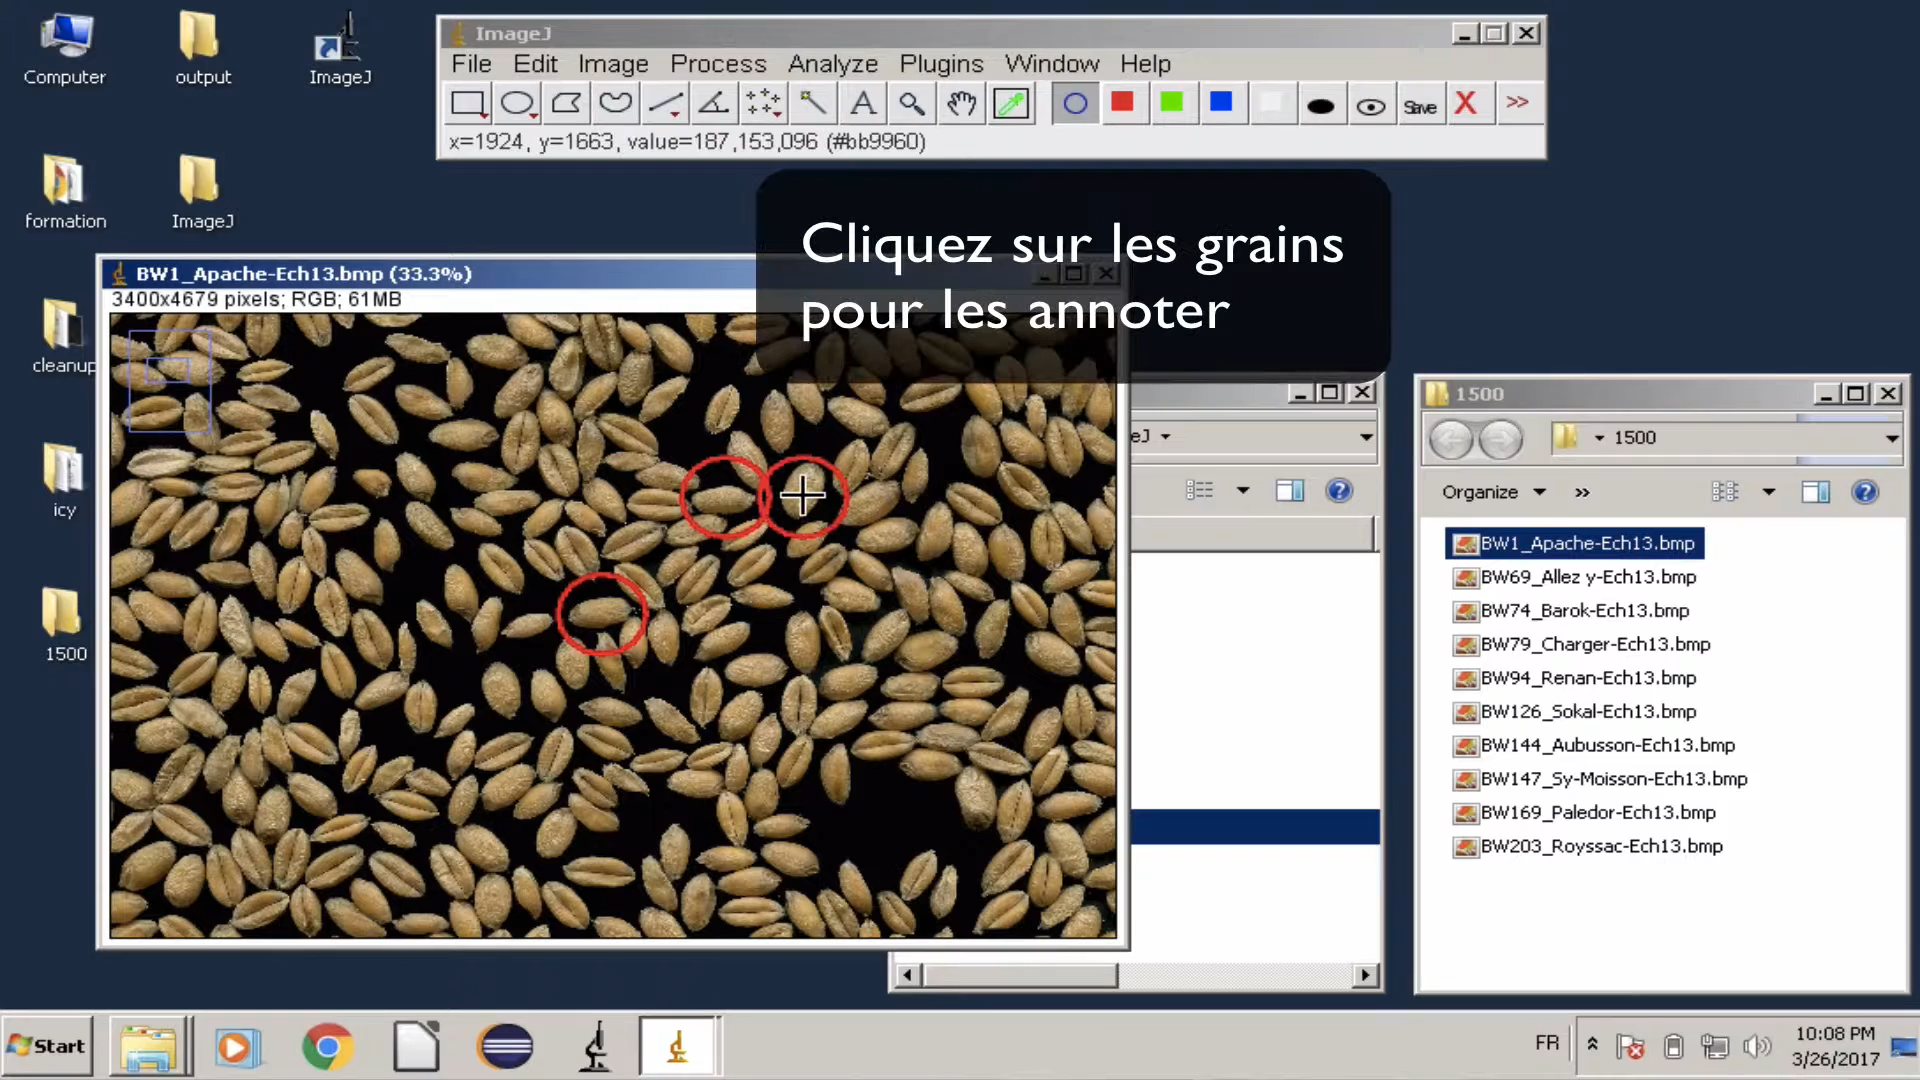 Computer
output
ImageJ
formation
ImageJ
cleanup
icy
1500
ImageJ
File Edit Image Process Analyze Plugins Window Help
A Save X >>
x=1924, y=1663, value=187,153,096 (#bb9960)
Cliquez sur les grains
pour les annoter
BW1_Apache-Ech13.bmp (33.3%)
3400x4679 pixels; RGB; 61MB
eJ
1500
1500
Organize »
BW1_Apache-Ech13.bmp
BW69_Allez y-Ech13.bmp
BW74_Barok-Ech13.bmp
BW79_Charger-Ech13.bmp
BW94_Renan-Ech13.bmp
BW126_Sokal-Ech13.bmp
BW144_Aubusson-Ech13.bmp
BW147_Sy-Moisson-Ech13.bmp
BW169_Paledor-Ech13.bmp
BW203_Royssac-Ech13.bmp
Start
FR
10:08 PM
3/26/2017